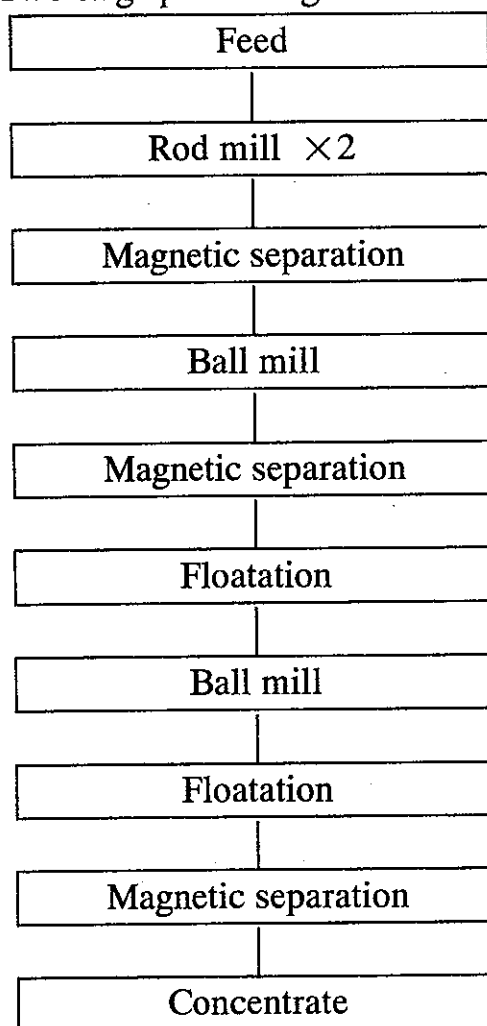 Feed
Rod mill ×2
Magnetic separation
Ball mill
Magnetic separation
Floatation
Ball mill
Floatation
Magnetic separation
Concentrate